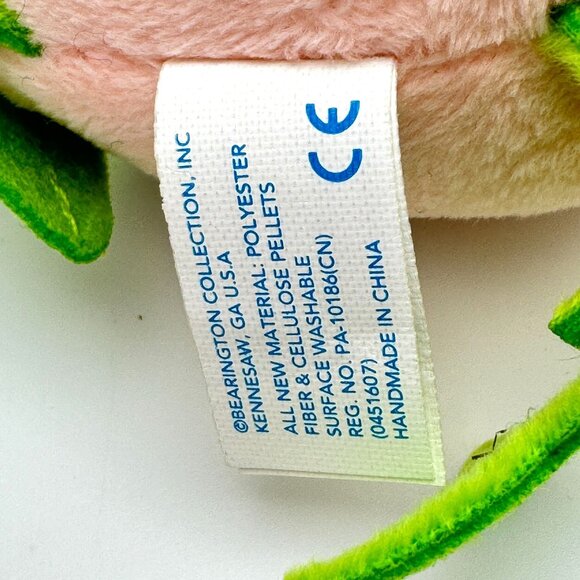 ©BEARINGTON COLLECTION, INC
KENNESAW, GA U.S.A
ALL NEW MATERIAL: POLYESTER
FIBER & CELLULOSE PELLETS
SURFACE WASHABLE
REG. NO. PA-10186(CN)
(0451607)
HANDMADE IN CHINA
CE